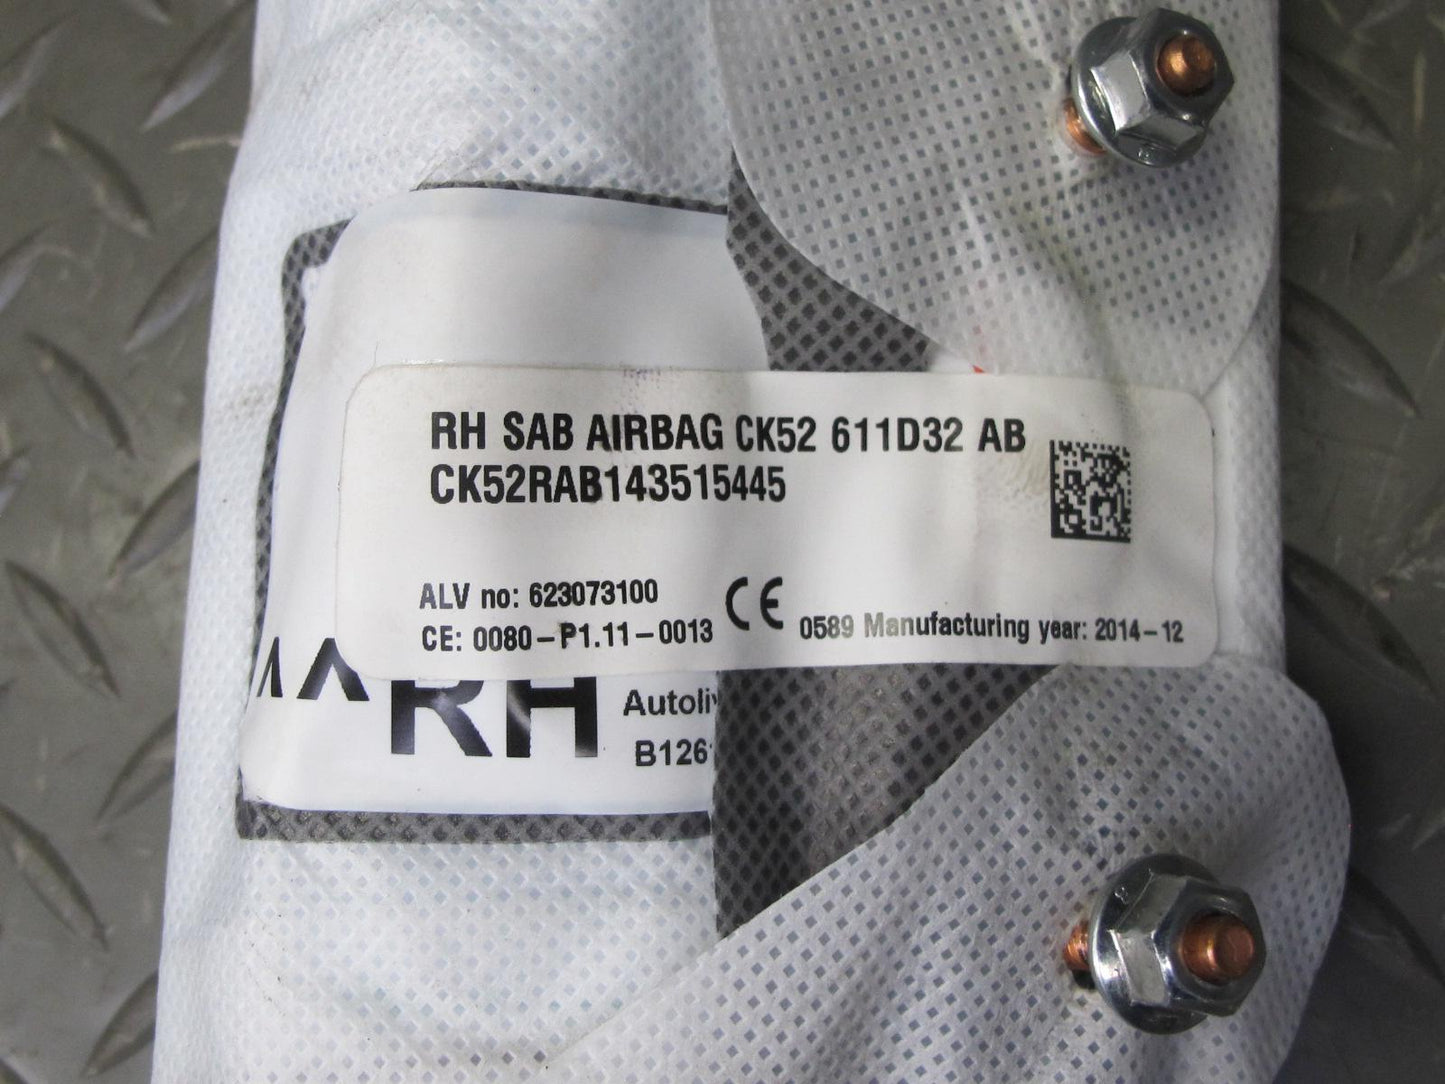 RH SAB AIRBAG CK52 611D32 AB
CK52RAB143515445
ALV no: 623073100
CE: 0080-P1.11-0013
CE 0589 Manufacturing year: 2014-12
RH